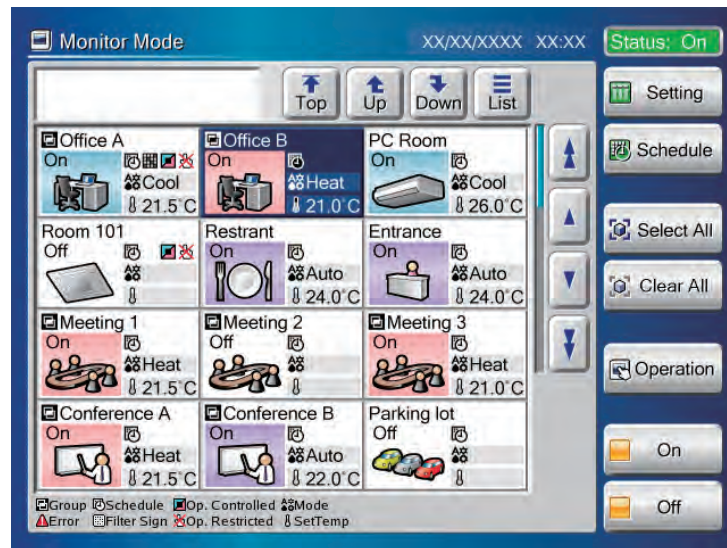 Monitor Mode
XX/XX/XXXX XX:XX
Status: On
Top
Up
Down
List
Setting
Office A
On
Cool
21.5°C
Office B
On
Heat
21.0°C
PC Room
On
Cool
26.0°C
Schedule
Room 101
Off
Restrant
On
Auto
24.0°C
Entrance
On
Auto
24.0°C
Select All
Clear All
Meeting 1
On
Heat
21.5°C
Meeting 2
Off
Meeting 3
On
Heat
21.0°C
Operation
Conference A
On
Heat
21.5°C
Conference B
On
Auto
22.0°C
Parking lot
Off
On
Off
Group Schedule Op. Controlled Mode
Error Filter Sign Op. Restricted SetTemp